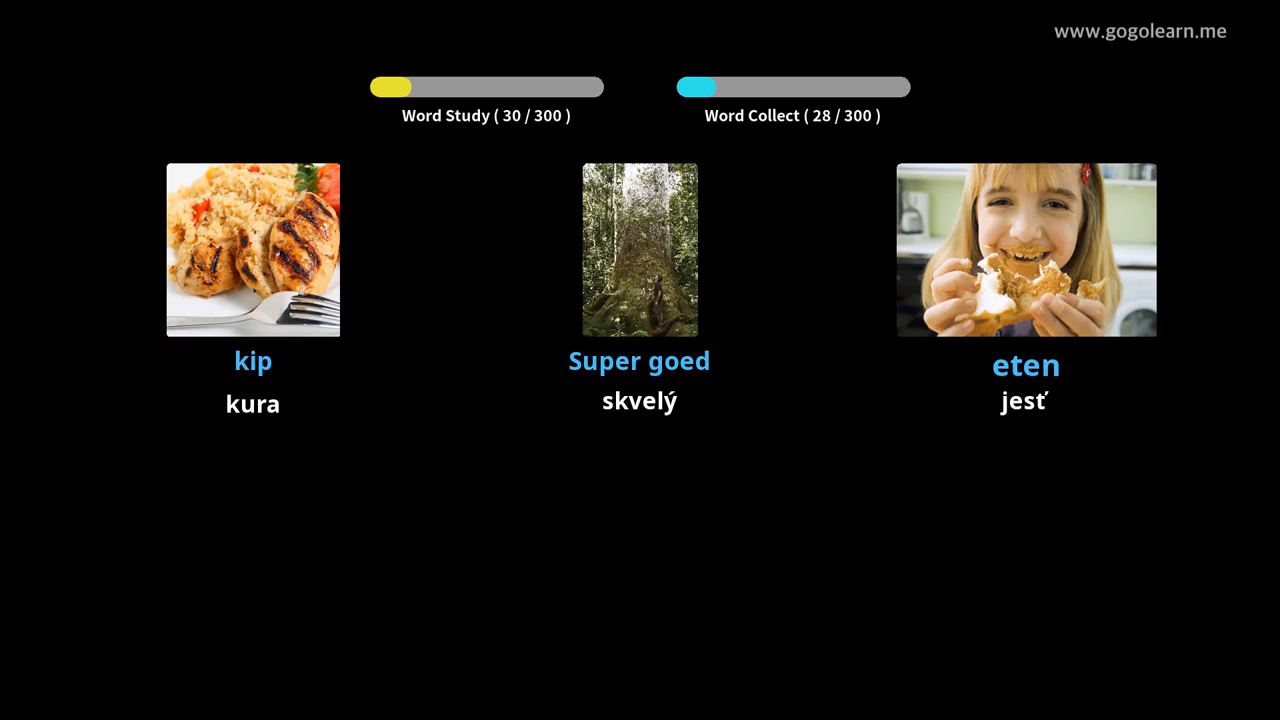 www.gogolearn.me
Word Study ( 30 / 300 )
Word Collect ( 28 / 300 )
kip
Super goed
eten
kura
skvelý
jesť